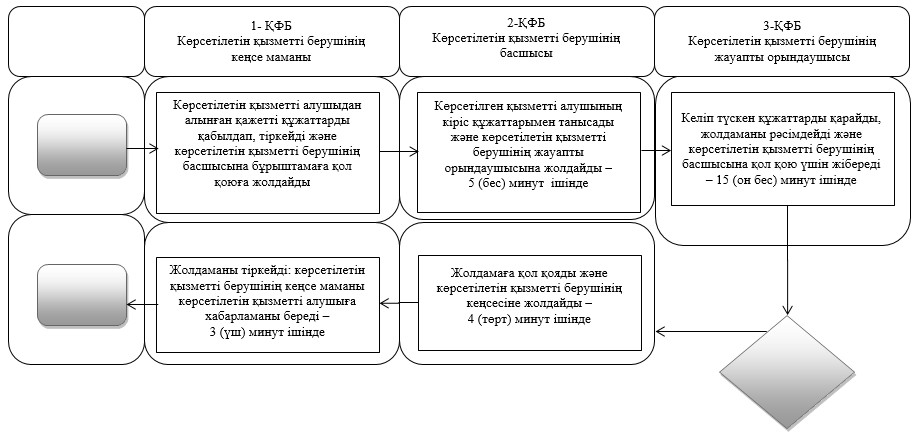 1- ҚФБ
Көрсетілетін қызметті берушінің
кеңсе маманы
2-ҚФБ
Көрсетілетін қызметті берушінің
басшысы
3-ҚФБ
Көрсетілетін қызметті берушінің
жауапты орындаушысы
Көрсетілетін қызметті алушыдан
алынған қажетті құжаттарды
қабылдап, тіркейді және
көрсетілетін қызметті берушінің
басшысына бұрыштамаға қол
қоюға жолдайды
Көрсетілген қызметті алушының
кіріс құжаттарымен танысады
және көрсетілетін қызметті
берушінің жауапты
орындаушысына жолдайды –
5 (бес) минут ішінде
Келіп түскен құжаттарды қарайды,
жолдаманы рәсімдейді және
көрсетілетін қызметті берушінің
басшысына қол қою үшін жібереді
– 15 (он бес) минут ішінде
Жолдаманы тіркейді: көрсетілетін
қызметті берушінің кеңсе маманы
көрсетілетін қызметті алушыға
хабарламаны береді –
3 (үш) минут ішінде
Жолдамаға қол қояды және
көрсетілетін қызметті берушінің
кеңсесіне жолдайды –
4 (төрт) минут ішінде